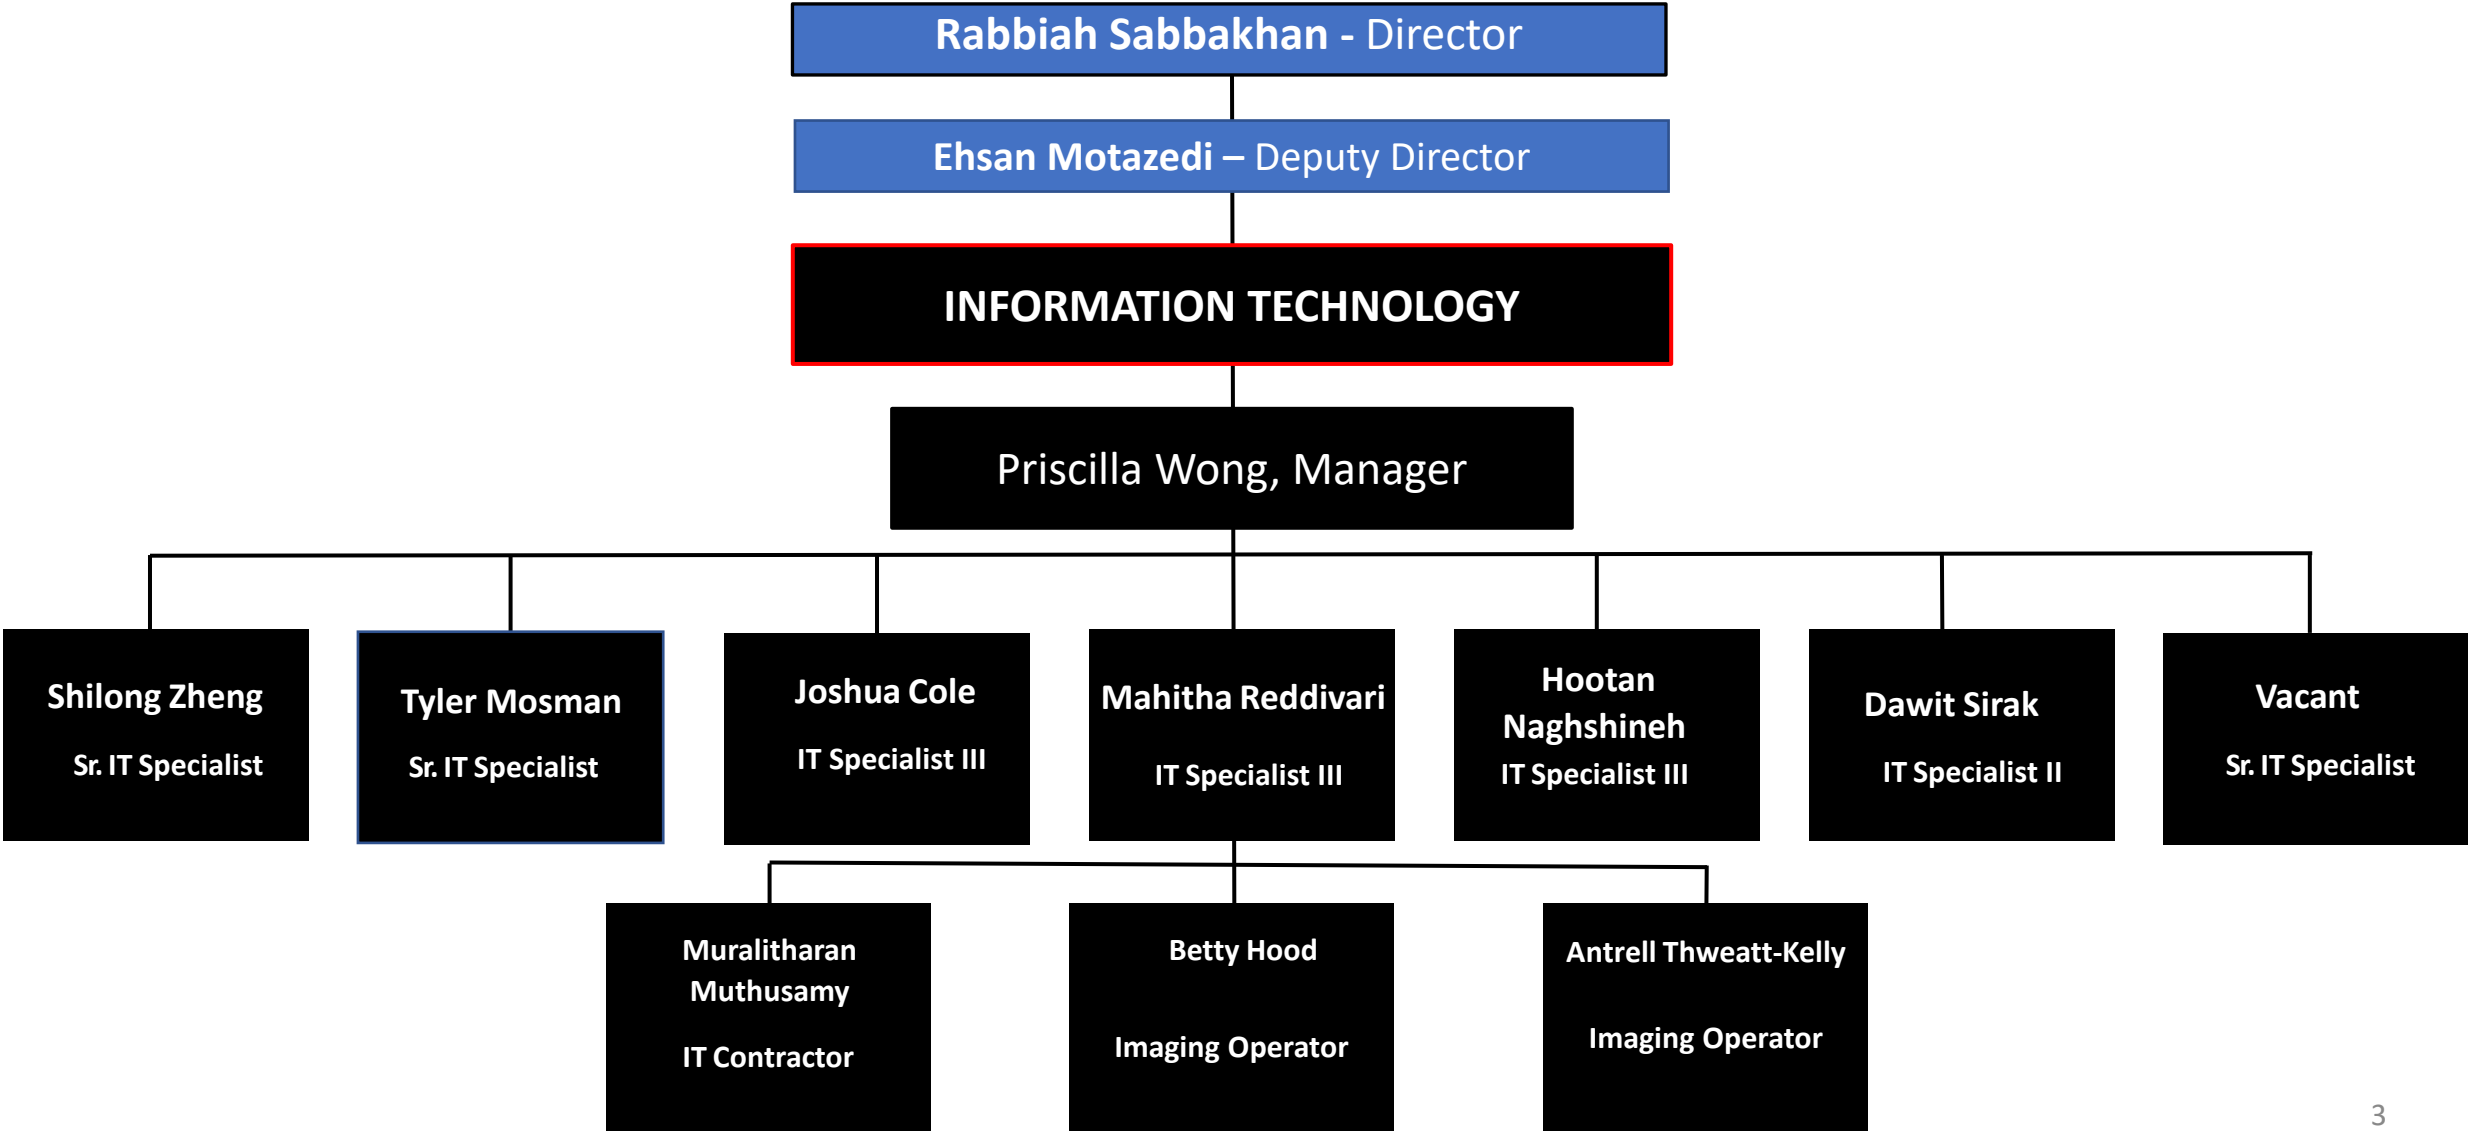 Rabbiah Sabbakhan - Director
Ehsan Motazedi – Deputy Director
INFORMATION TECHNOLOGY
Priscilla Wong, Manager
Shilong Zheng
Sr. IT Specialist
Tyler Mosman
Sr. IT Specialist
Joshua Cole
IT Specialist III
Mahitha Reddivari
IT Specialist III
Hootan
Naghshineh
IT Specialist III
Dawit Sirak
IT Specialist II
Vacant
Sr. IT Specialist
Muralitharan
Muthusamy
IT Contractor
Betty Hood
Imaging Operator
Antrell Thweatt-Kelly
Imaging Operator
3